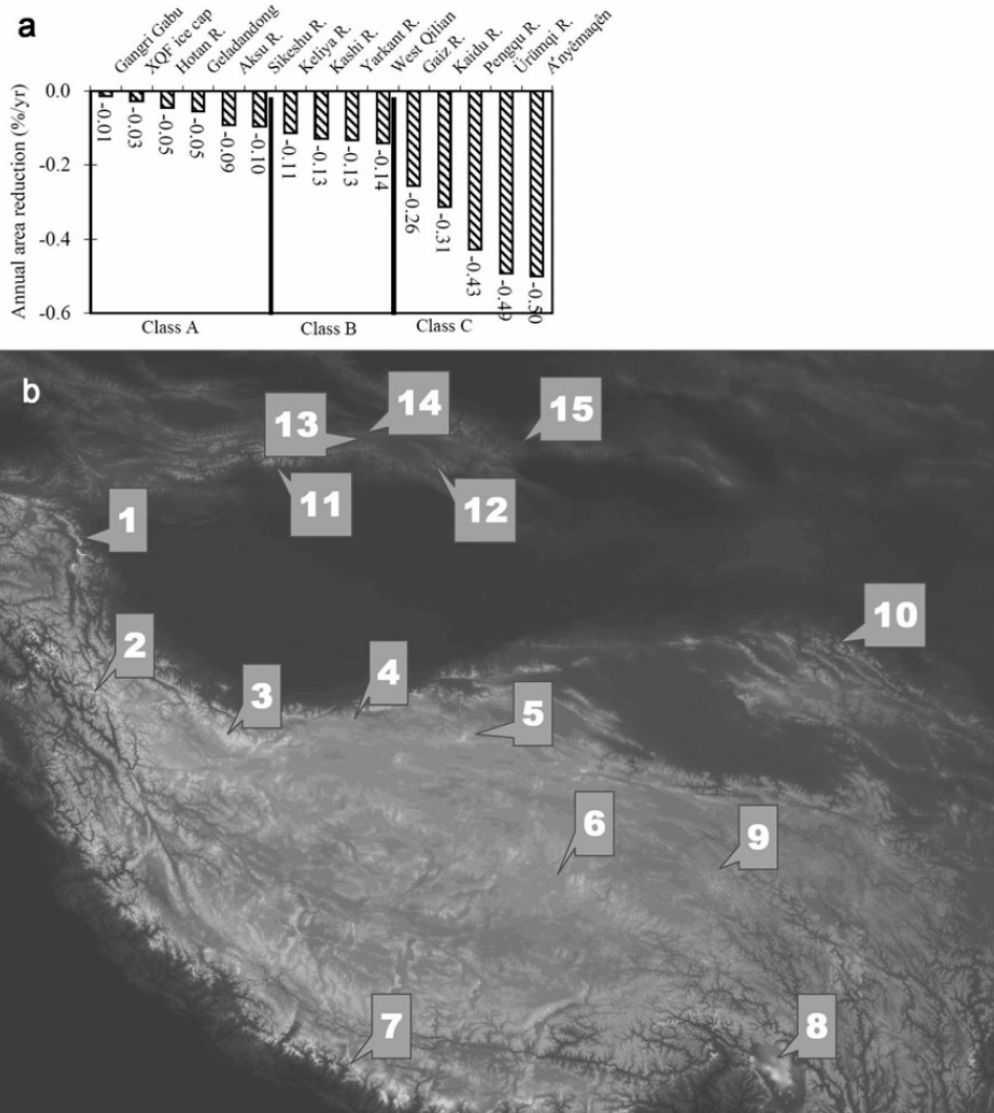 a
Gangri Gabu
XQF ice cap
Hotan R.
Geladandong
Aksu R.
Sikeshu R.
Keliya R.
Kashi R.
Yarkant R.
West Qilian
Gaiz R.
Kaidu R.
Pengqu R.
Ürümqi R.
A'nyêmaqên
Annual area reduction (%/yr)
0.0
-0.2
-0.4
-0.6
-0.01
-0.03
-0.05
-0.05
-0.09
-0.10
-0.11
-0.13
-0.13
-0.14
-0.26
-0.31
-0.43
-0.49
-0.50
Class A
Class B
Class C
b
14
15
13
11
12
1
10
2
3
4
5
6
9
7
8